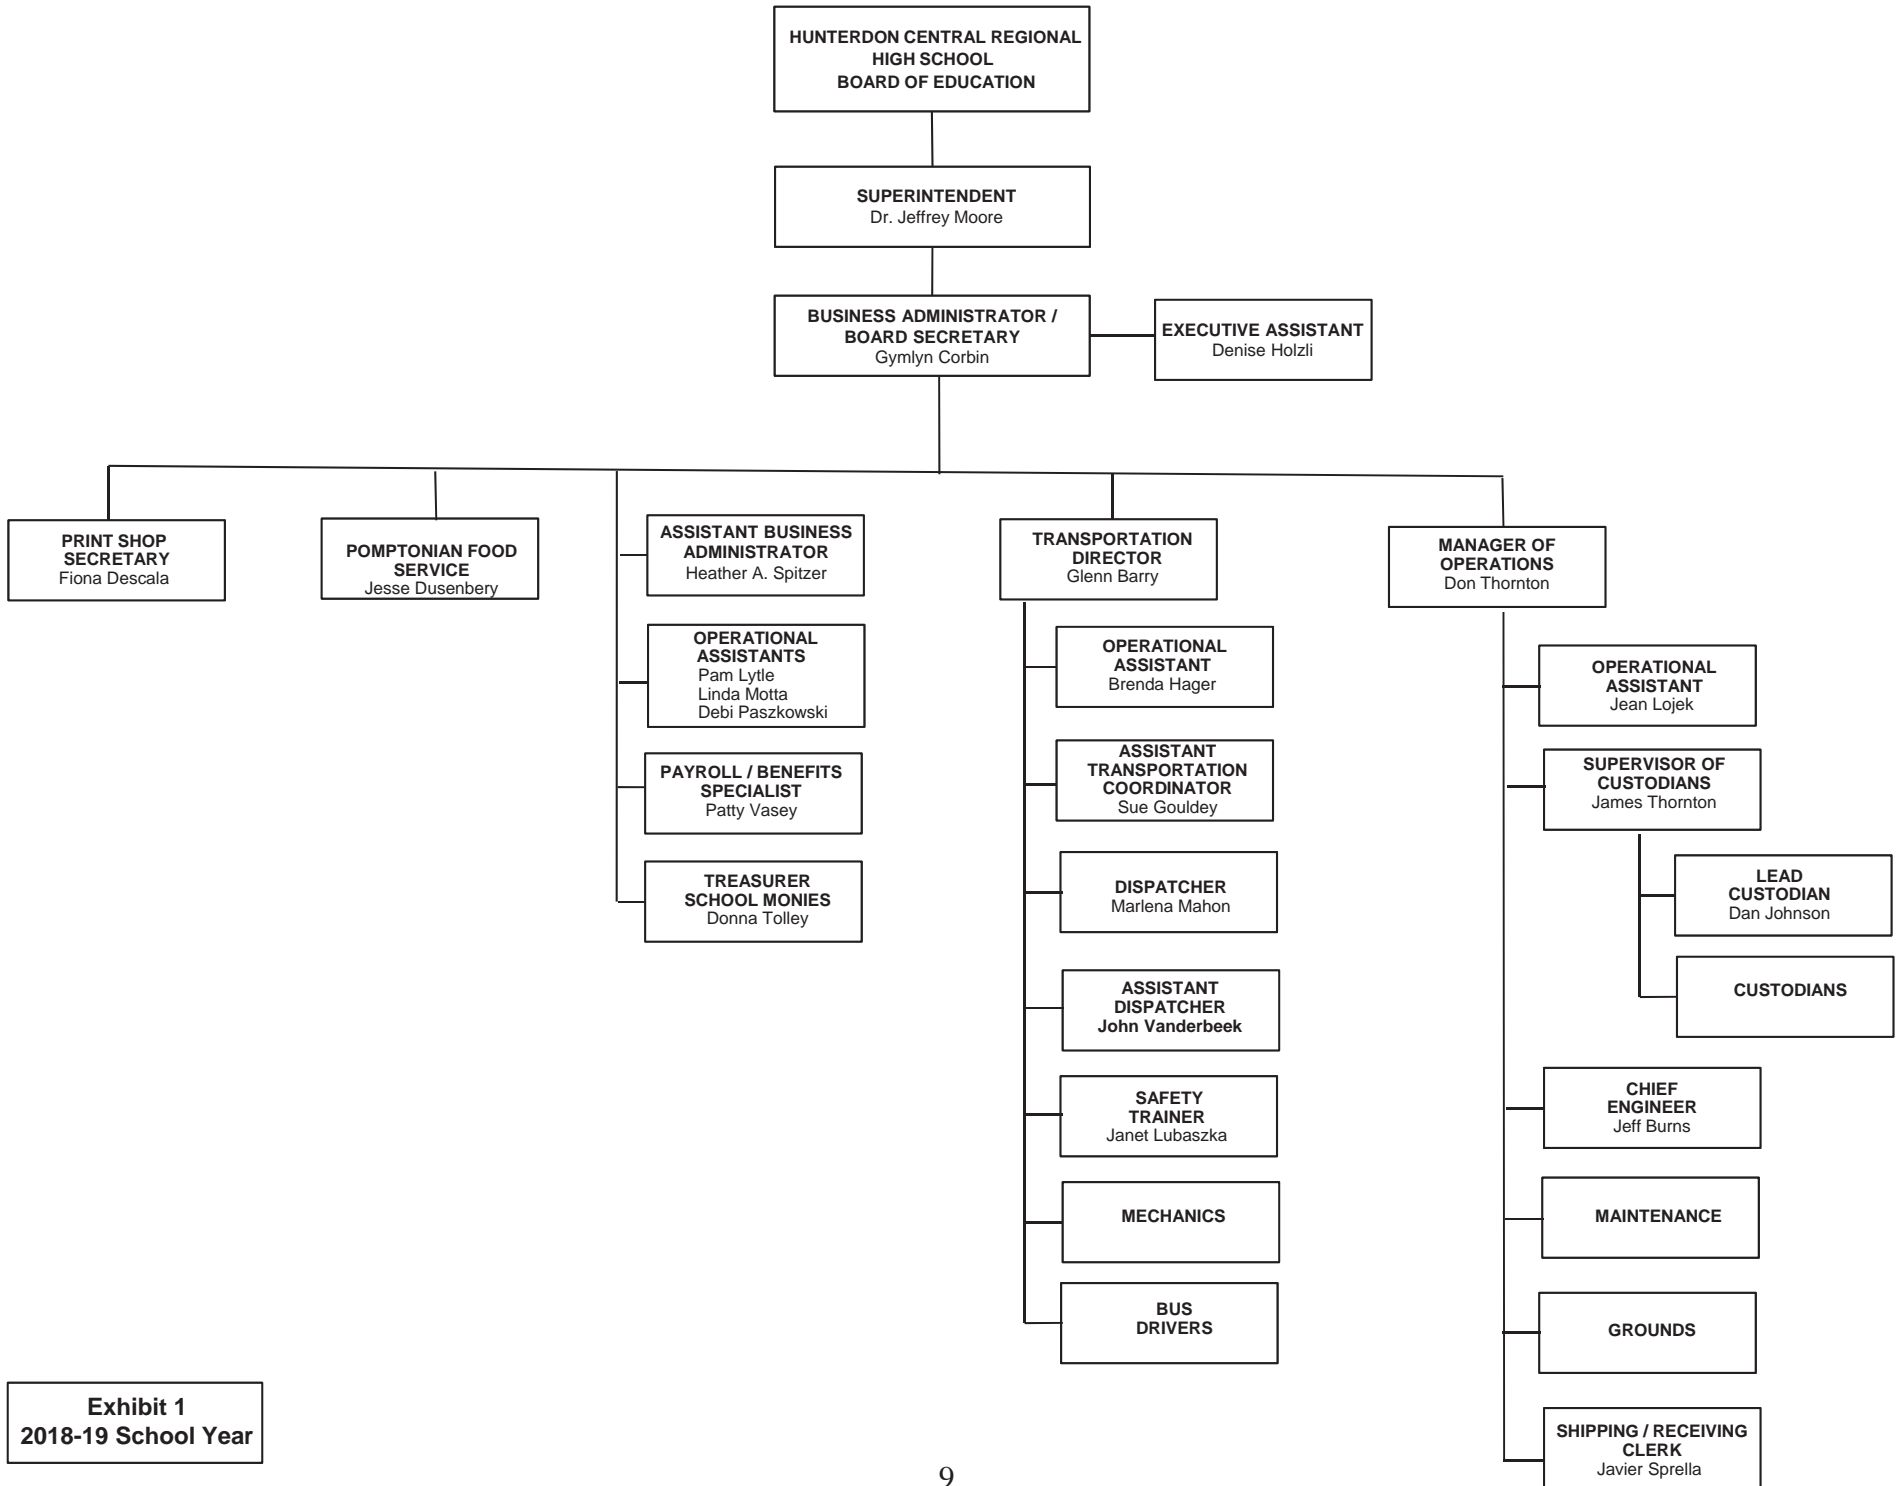 HUNTERDON CENTRAL REGIONAL
HIGH SCHOOL
BOARD OF EDUCATION
SUPERINTENDENT
Dr. Jeffrey Moore
BUSINESS ADMINISTRATOR /
BOARD SECRETARY
Gymlyn Corbin
EXECUTIVE ASSISTANT
Denise Holzli
PRINT SHOP
SECRETARY
Fiona Descala
POMPTONIAN FOOD
SERVICE
Jesse Dusenbery
ASSISTANT BUSINESS
ADMINISTRATOR
Heather A. Spitzer
OPERATIONAL
ASSISTANTS
Pam Lytle
Linda Motta
Debi Paszkowski
PAYROLL / BENEFITS
SPECIALIST
Patty Vasey
TREASURER
SCHOOL MONIES
Donna Tolley
TRANSPORTATION
DIRECTOR
Glenn Barry
OPERATIONAL
ASSISTANT
Brenda Hager
ASSISTANT
TRANSPORTATION
COORDINATOR
Sue Gouldey
DISPATCHER
Marlena Mahon
ASSISTANT
DISPATCHER
John Vanderbeek
SAFETY
TRAINER
Janet Lubaszka
MECHANICS
BUS
DRIVERS
MANAGER OF
OPERATIONS
Don Thornton
OPERATIONAL
ASSISTANT
Jean Lojek
SUPERVISOR OF
CUSTODIANS
James Thornton
LEAD
CUSTODIAN
Dan Johnson
CUSTODIANS
CHIEF
ENGINEER
Jeff Burns
MAINTENANCE
GROUNDS
SHIPPING / RECEIVING
CLERK
Javier Sprella
Exhibit 1
2018-19 School Year
9